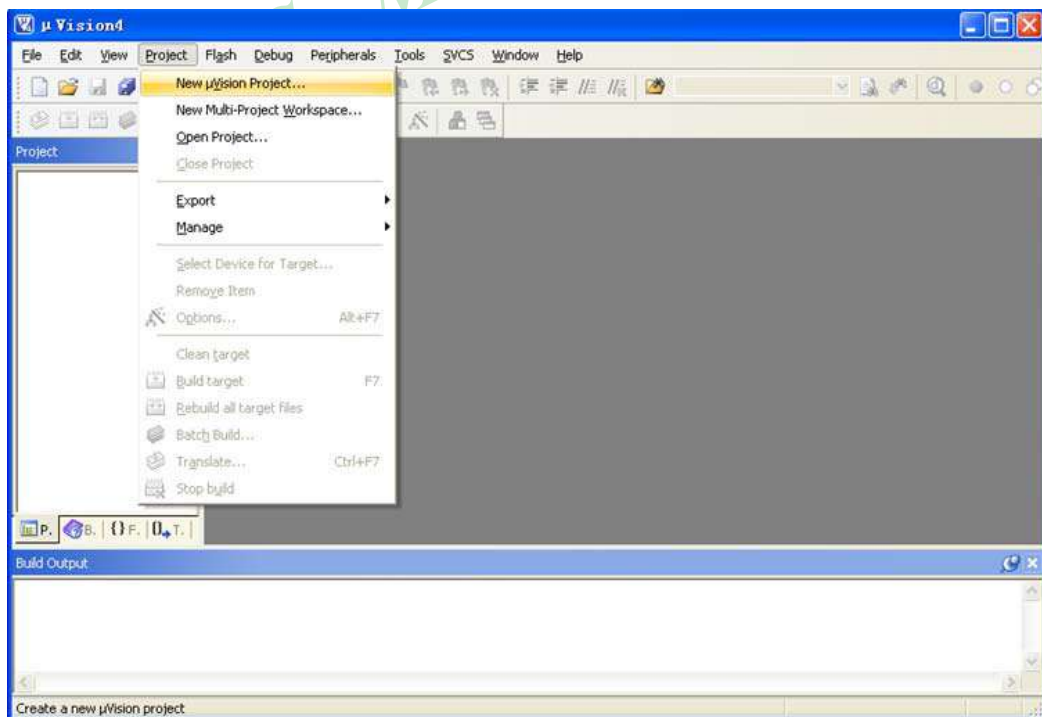 μ Vision4
File Edit View Project Flash Debug Peripherals Tools SVCS Window Help
New μVision Project...
New Multi-Project Workspace...
Open Project...
Close Project
Project
Export
Manage
Select Device for Target...
Remove Item
Options... Alt+F7
Clean target
Build target F7
Rebuild all target files
Batch Build...
Translate... Ctrl+F7
Stop build
P. B. {} F. 0 T.
Build Output
Create a new μVision project